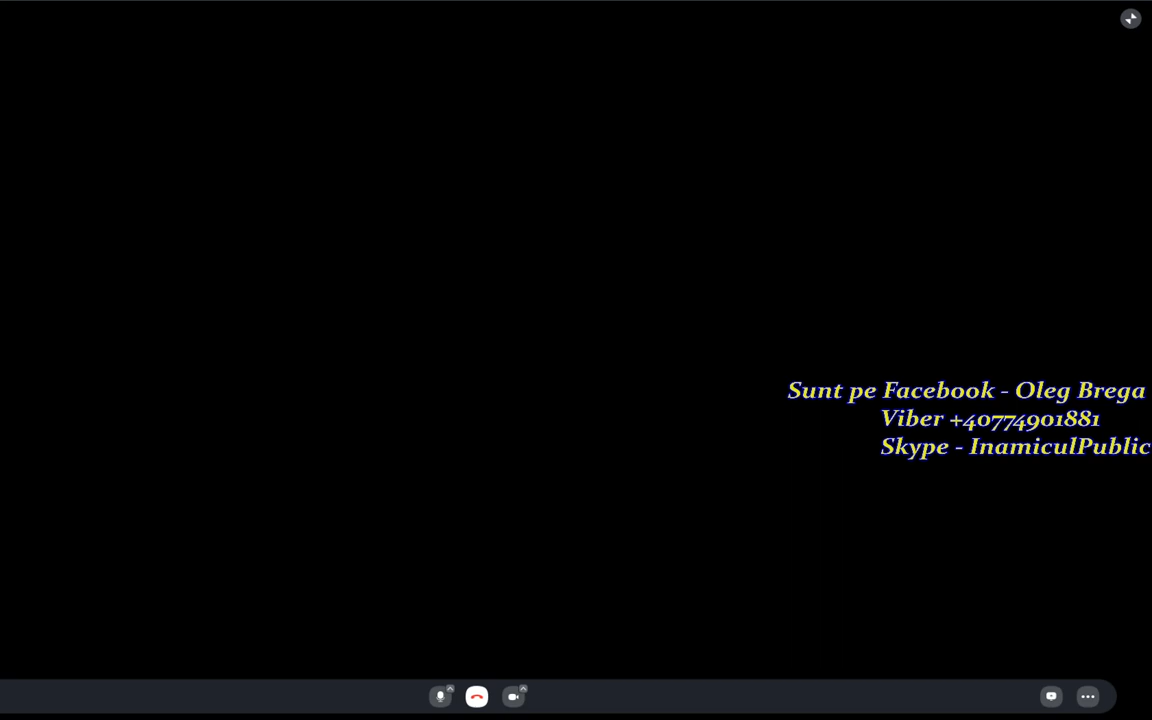 Sunt pe Facebook - Oleg Brega
Viber +40774901881
Skype - InamiculPublic